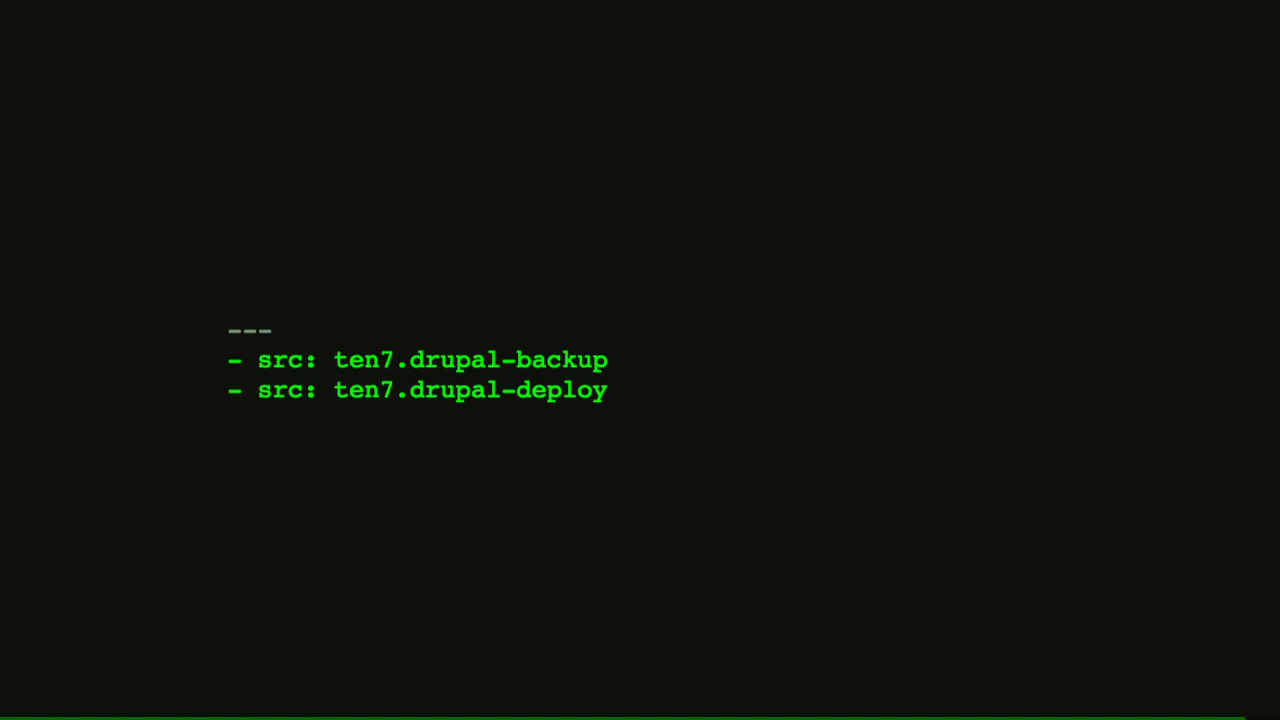 ---
- src: ten7.drupal-backup
- src: ten7.drupal-deploy